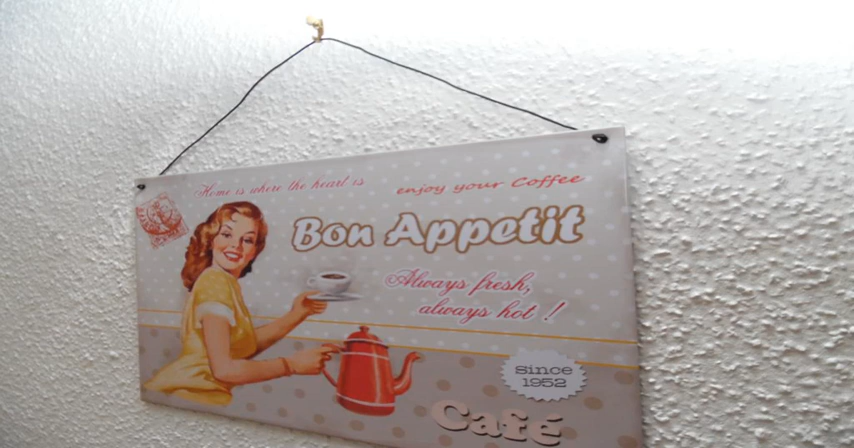 Home is where the heart is
enjoy your Coffee
Bon Appetit
Always fresh,
always hot !
Since
1952
Café